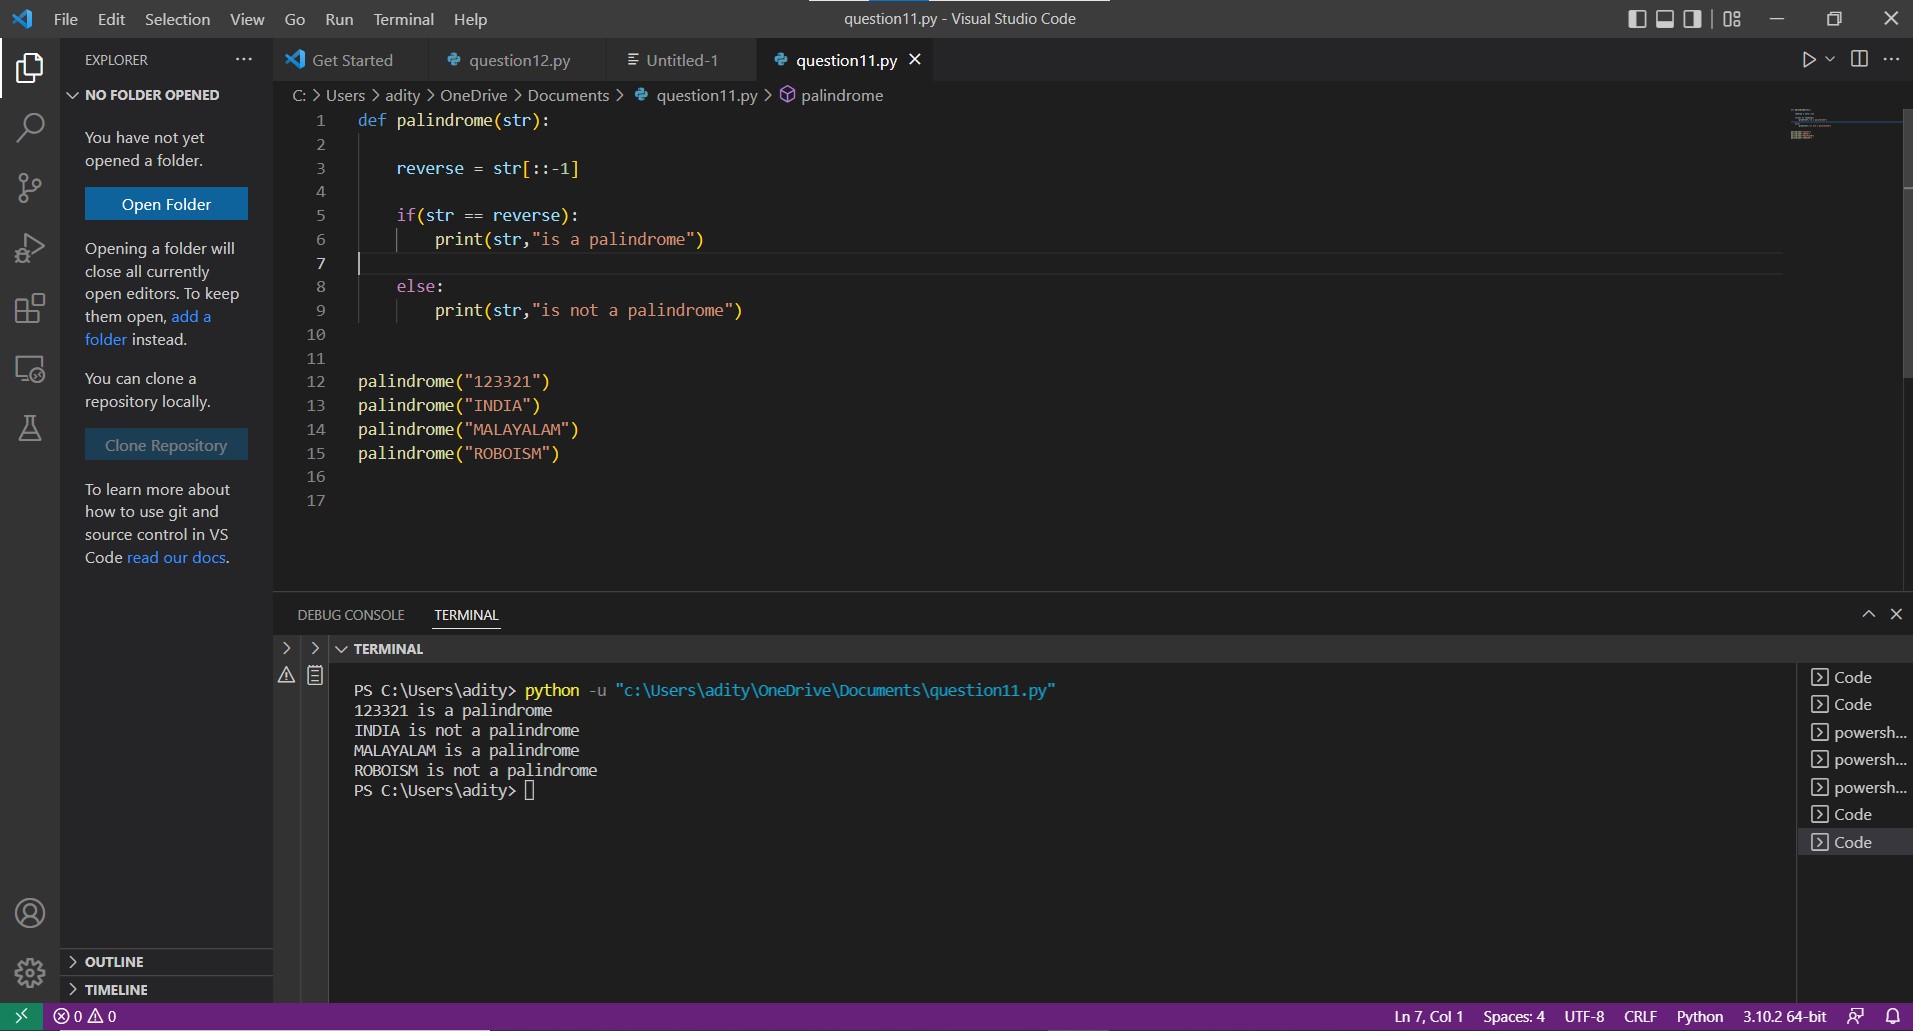 File Edit Selection View Go Run Terminal Help
question11.py - Visual Studio Code
EXPLORER
NO FOLDER OPENED
You have not yet
opened a folder.
Open Folder
Opening a folder will
close all currently
open editors. To keep
them open, add a
folder instead.
You can clone a
repository locally.
Clone Repository
To learn more about
how to use git and
source control in VS
Code read our docs.
OUTLINE
TIMELINE
Get Started question12.py Untitled-1 question11.py
C: > Users > adity > OneDrive > Documents > question11.py > palindrome
1 def palindrome(str):
2
3 reverse = str[::-1]
4
5 if(str == reverse):
6 print(str,"is a palindrome")
7
8 else:
9 print(str,"is not a palindrome")
10
11
12 palindrome("123321")
13 palindrome("INDIA")
14 palindrome("MALAYALAM")
15 palindrome("ROBOISM")
16
17
DEBUG CONSOLE TERMINAL
TERMINAL
PS C:\Users\adity> python -u "c:\Users\adity\OneDrive\Documents\question11.py"
123321 is a palindrome
INDIA is not a palindrome
MALAYALAM is a palindrome
ROBOISM is not a palindrome
PS C:\Users\adity>
Code
Code
powersh...
powersh...
powersh...
Code
Code
0 0
Ln 7, Col 1 Spaces: 4 UTF-8 CRLF Python 3.10.2 64-bit